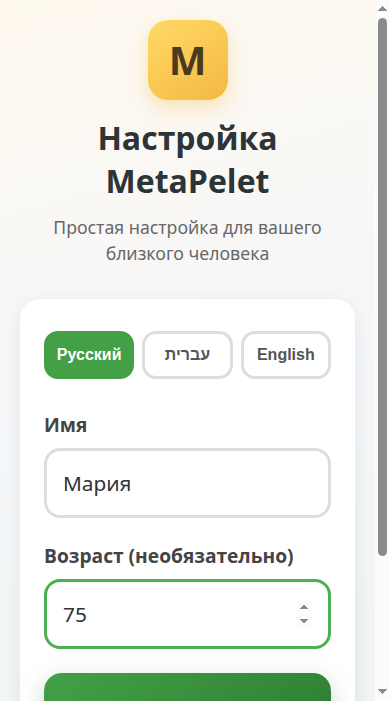 M
Настройка
MetaPelet
Простая настройка для вашего
близкого человека
Русский
עברית
English
Имя
Мария
Возраст (необязательно)
75